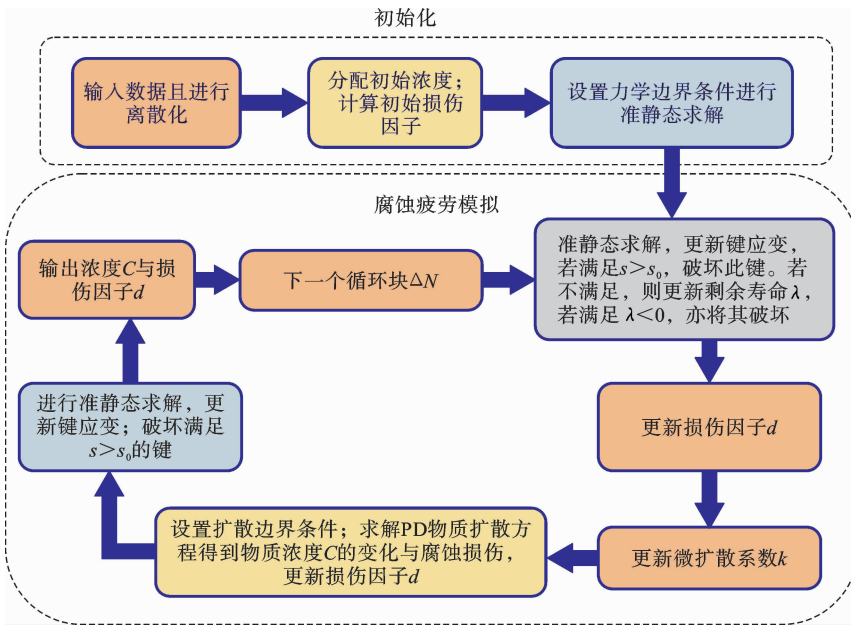 初始化
输入数据且进行
离散化
分配初始浓度；
计算初始损伤
因子
设置力学边界条件进行
准静态求解
腐蚀疲劳模拟
输出浓度C与损
伤因子d
下一个循环块ΔN
准静态求解，更新键应变，
若满足s＞s₀，破坏此键。若
不满足，则更新剩余寿命λ，
若满足 λ＜0，亦将其破坏
进行准静态求解，更
新键应变；破坏满足
s＞s₀的键
更新损伤因子d
设置扩散边界条件；求解PD物质扩散方
程得到物质浓度C的变化与腐蚀损伤，
更新损伤因子d
更新微扩散系数k